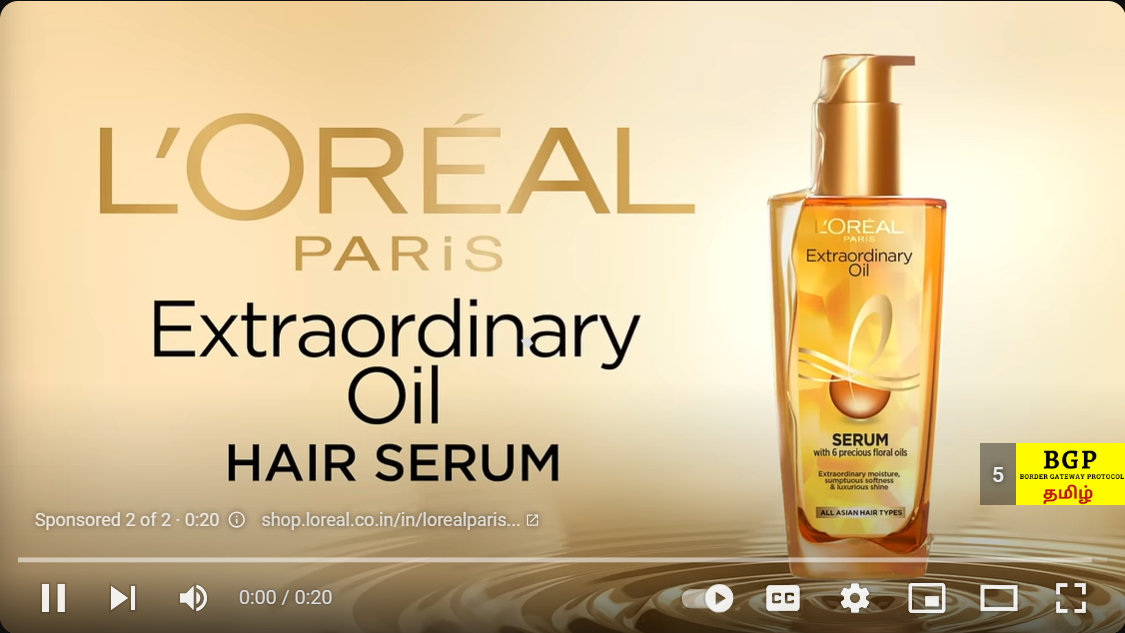 L'ORÉAL
PARiS
Extraordinary
Oil
HAIR SERUM
L'ORÉAL
PARiS
Extraordinary
Oil
SERUM
with 6 precious floral oils
Extraordinary moisture,
sumptuous softness
& luxurious shine
ALL ASIAN HAIR TYPES
5
BGP
BORDER GATEWAY PROTOCOL
தமிழ்
Sponsored 2 of 2 · 0:20 shop.loreal.co.in/in/lorealparis...
0:00 / 0:20
CC